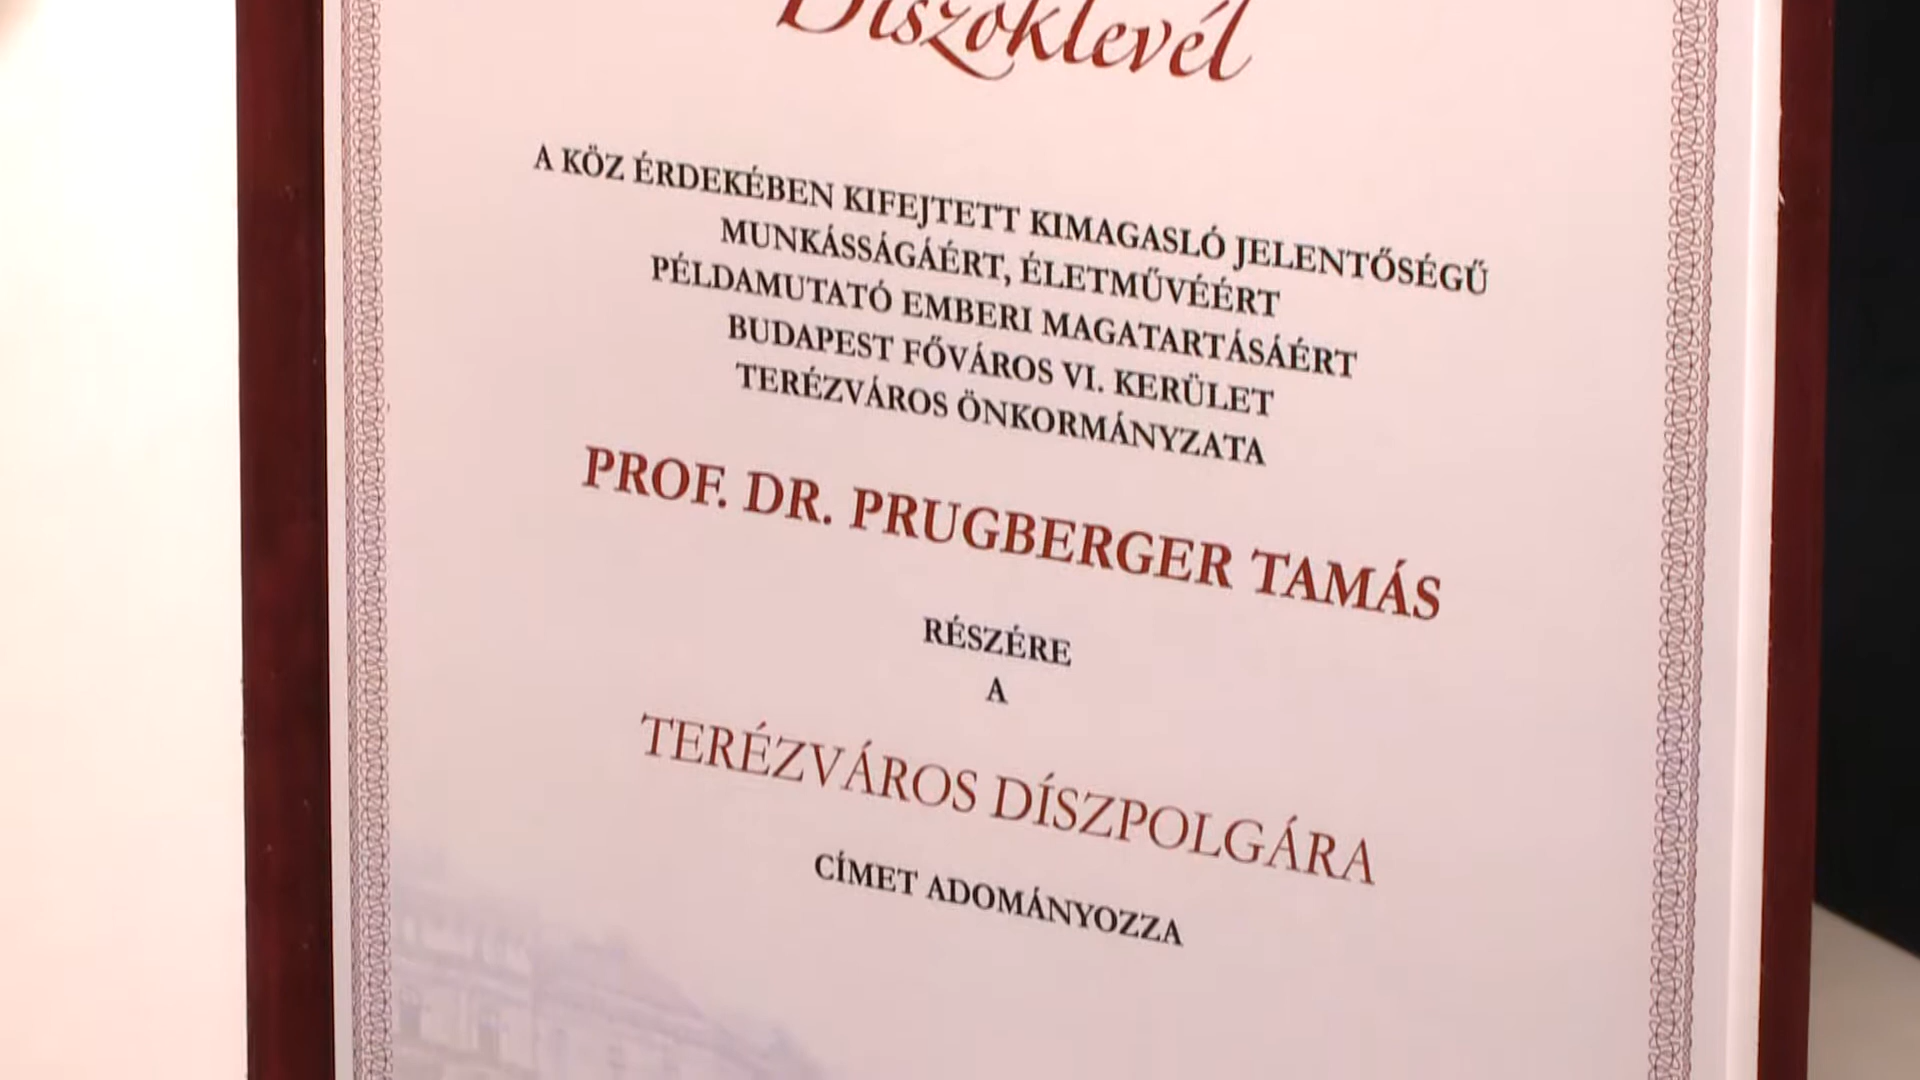 Díszoklevél
A KÖZ ÉRDEKÉBEN KIFEJTETT KIMAGASLÓ JELENTŐSÉGŰ
MUNKÁSSÁGÁÉRT, ÉLETMŰVÉÉRT
PÉLDAMUTATÓ EMBERI MAGATARTÁSÁÉRT
BUDAPEST FŐVÁROS VI. KERÜLET
TERÉZVÁROS ÖNKORMÁNYZATA
PROF. DR. PRUGBERGER TAMÁS
RÉSZÉRE
A
TERÉZVÁROS DÍSZPOLGÁRA
CÍMET ADOMÁNYOZZA